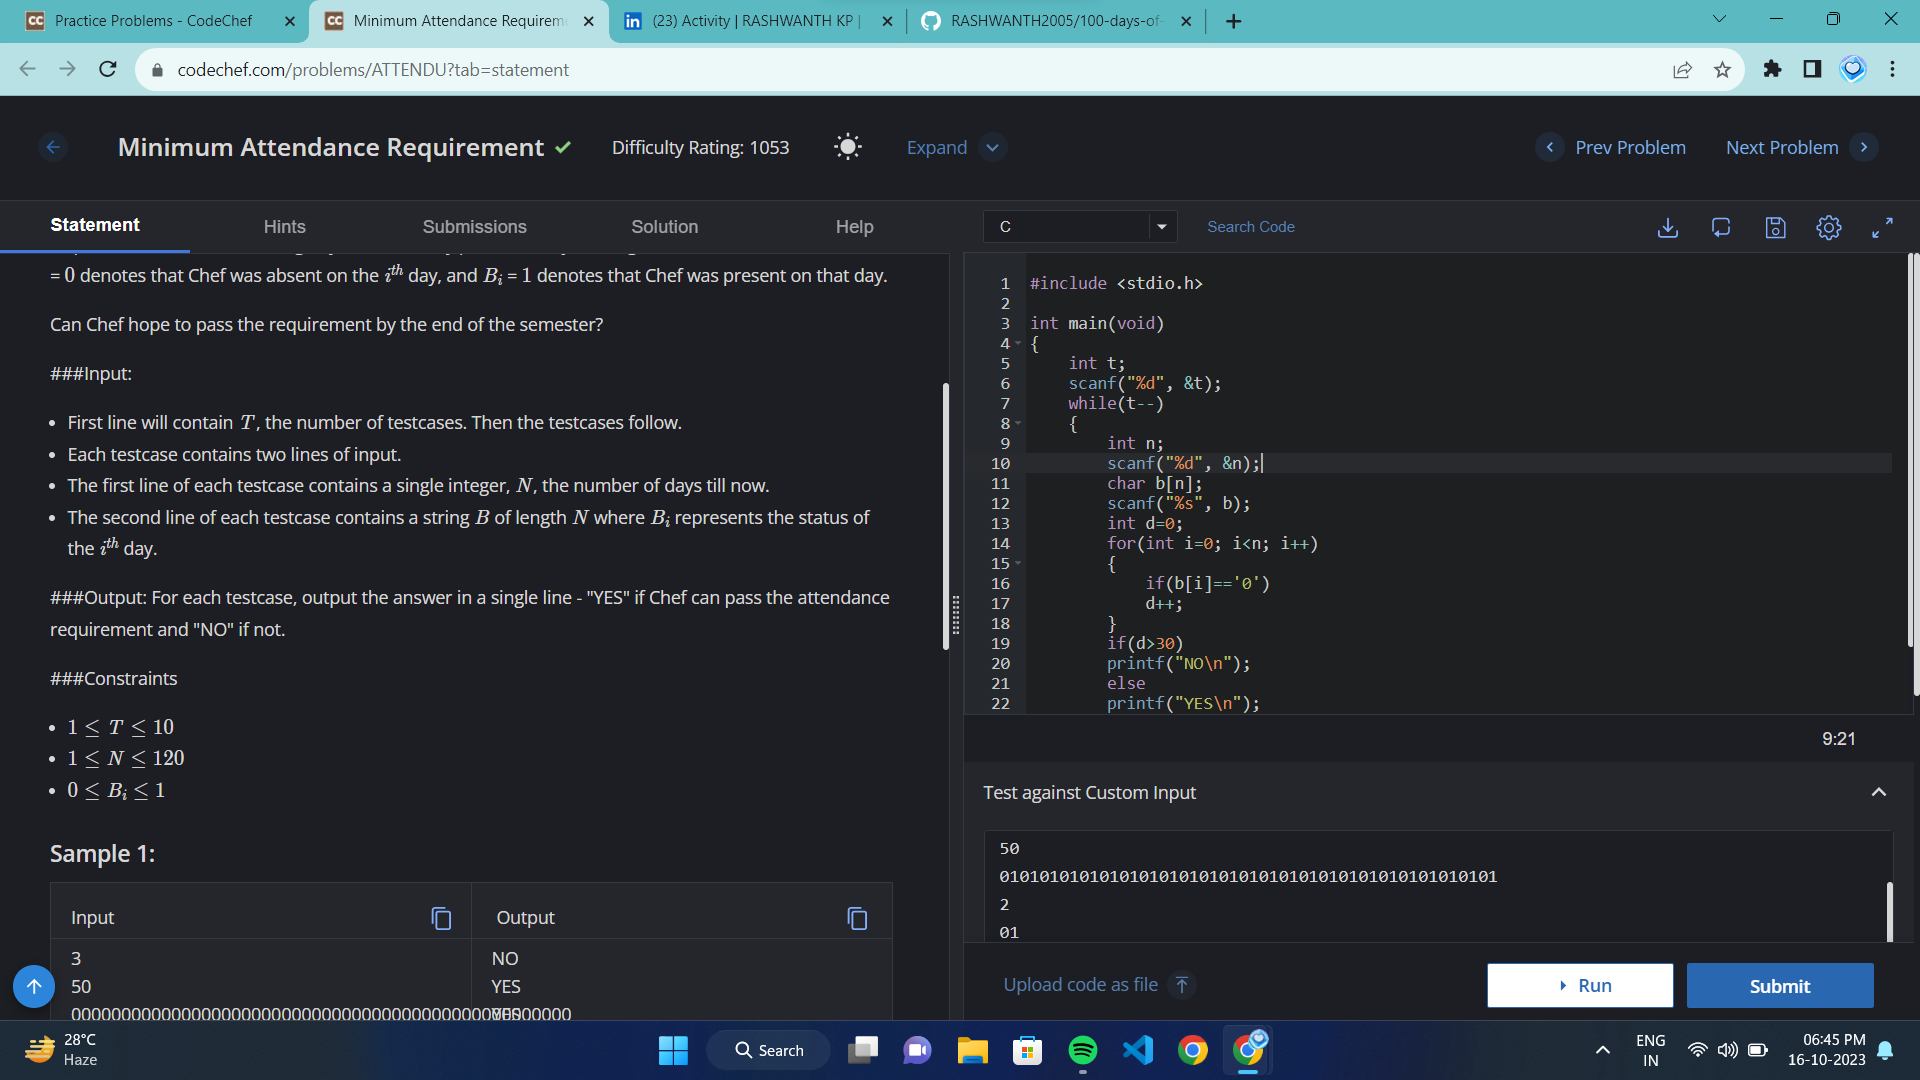 Practice Problems - CodeChef
Minimum Attendance Requirem
(23) Activity | RASHWANTH KP |
RASHWANTH2005/100-days-of-
codechef.com/problems/ATTENDU?tab=statement
Minimum Attendance Requirement
Difficulty Rating: 1053
Expand
Prev Problem
Next Problem
Statement
Hints
Submissions
Solution
Help
= 0 denotes that Chef was absent on the i^th day, and B_i = 1 denotes that Chef was present on that day.
Can Chef hope to pass the requirement by the end of the semester?
###Input:
• First line will contain T, the number of testcases. Then the testcases follow.
• Each testcase contains two lines of input.
• The first line of each testcase contains a single integer, N, the number of days till now.
• The second line of each testcase contains a string B of length N where B_i represents the status of
the i^th day.
###Output: For each testcase, output the answer in a single line - "YES" if Chef can pass the attendance
requirement and "NO" if not.
###Constraints
• 1 ≤ T ≤ 10
• 1 ≤ N ≤ 120
• 0 ≤ B_i ≤ 1
Sample 1:
Input
Output
3
50
NO
YES
C
Search Code
1 #include <stdio.h>
2
3 int main(void)
4 {
5 int t;
6 scanf("%d", &t);
7 while(t--)
8 {
9 int n;
10 scanf("%d", &n);
11 char b[n];
12 scanf("%s", b);
13 int d=0;
14 for(int i=0; i<n; i++)
15 {
16 if(b[i]=='0')
17 d++;
18 }
19 if(d>30)
20 printf("NO\n");
21 else
22 printf("YES\n");
9:21
Test against Custom Input
50
01010101010101010101010101010101010101010101010101
2
01
Upload code as file
Run
Submit
28°C
Haze
Search
ENG
IN
06:45 PM
16-10-2023